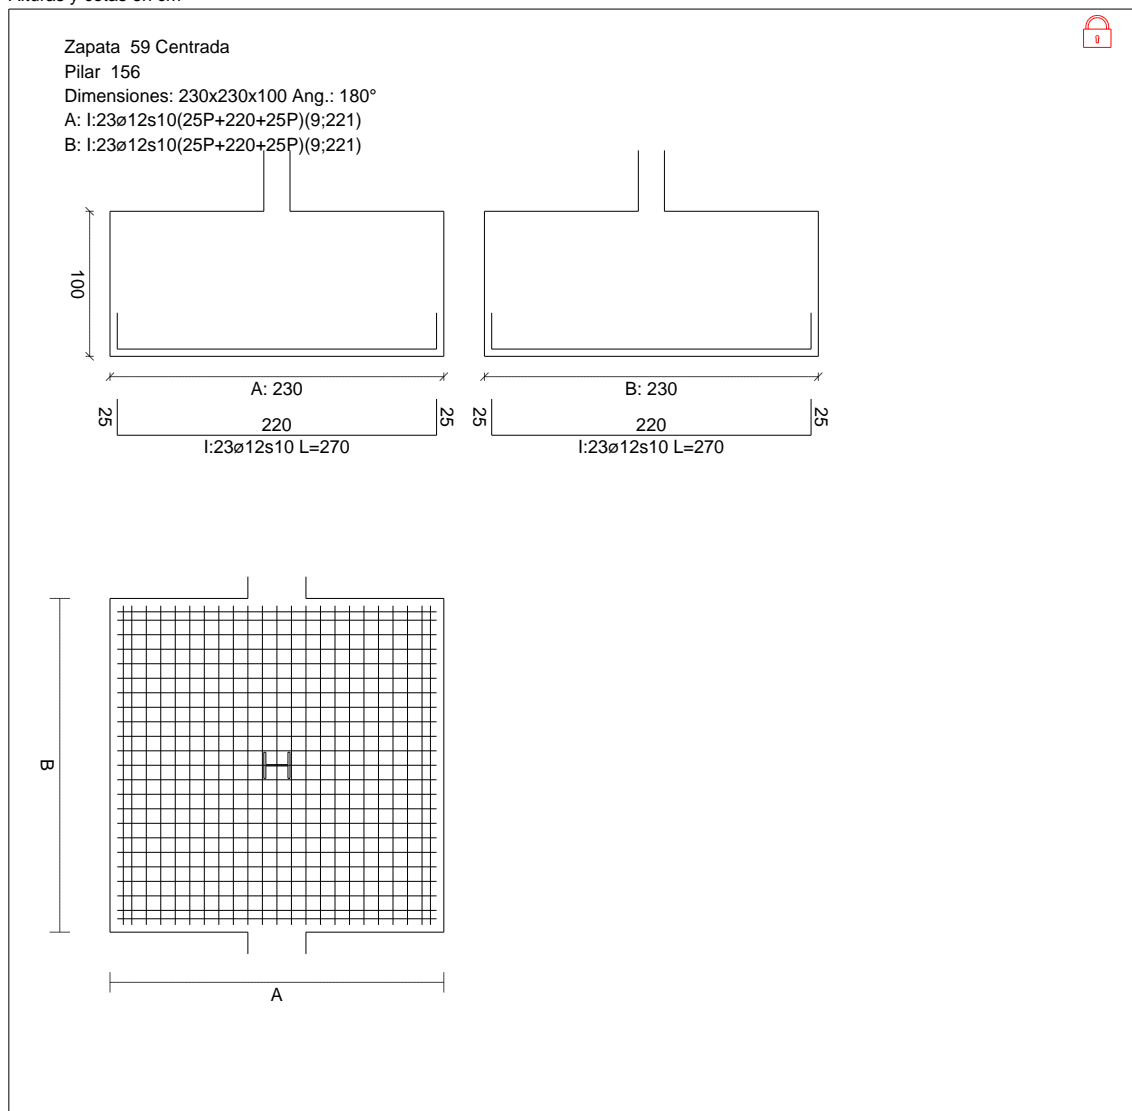 Zapata 59 Centrada
Pilar 156
Dimensiones: 230x230x100 Ang.: 180°
A: I:23ø12s10(25P+220+25P)(9;221)
B: I:23ø12s10(25P+220+25P)(9;221)
100
A: 230
B: 230
25
220
25
25
220
25
I:23ø12s10 L=270
I:23ø12s10 L=270
B
A